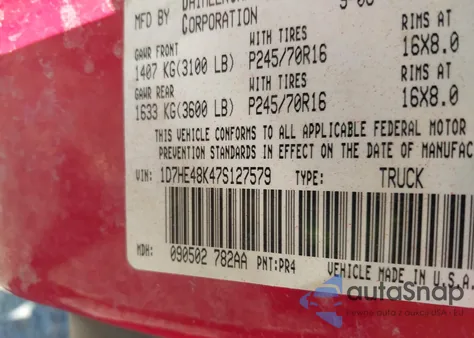 MFD BY
CORPORATION
GAWR FRONT WITH TIRES RIMS AT
1407 KG(3100 LB) P245/70R16 16X8.0
GAWR REAR WITH TIRES RIMS AT
1633 KG(3600 LB) P245/70R16 16X8.0
THIS VEHICLE CONFORMS TO ALL APPLICABLE FEDERAL MOTOR
PREVENTION STANDARDS IN EFFECT ON THE DATE OF MANUFAC
VIN: 1D7HE48K47S127579 TYPE: TRUCK
MDH: 090502 782AA PNT:PR4 VEHICLE MADE IN U.S.A.
autoSnap